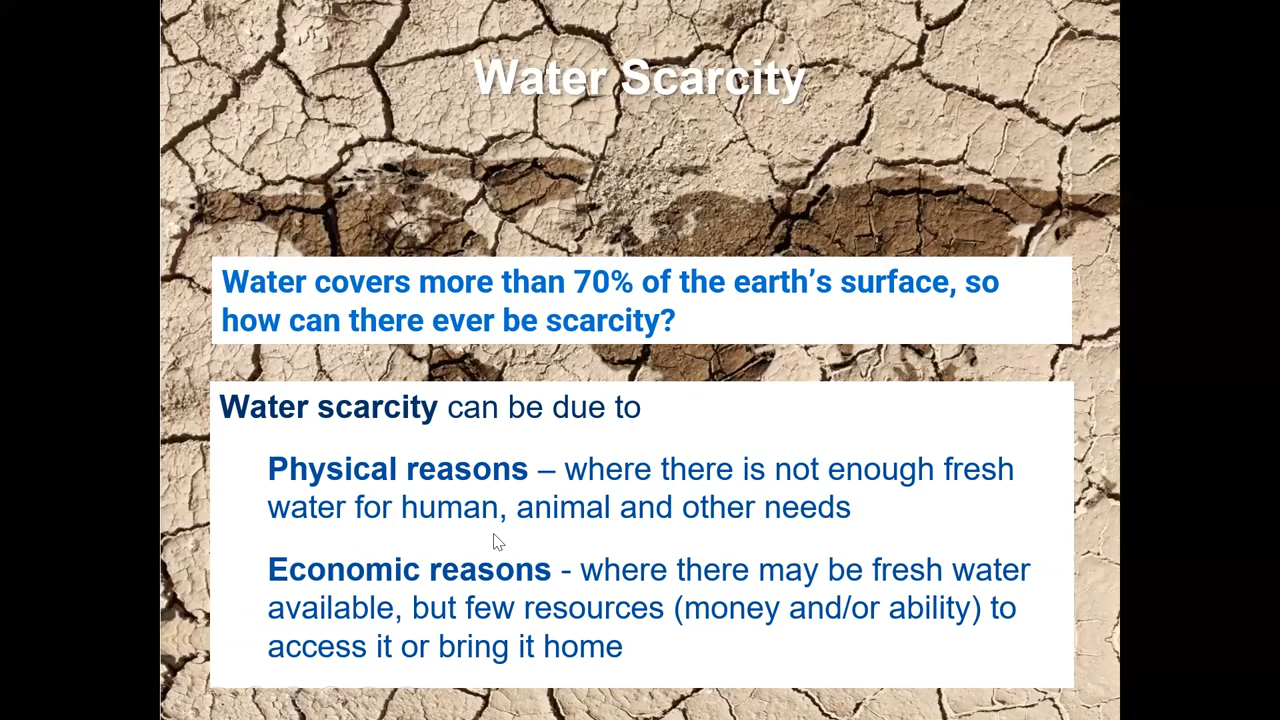 Water Scarcity
Water covers more than 70% of the earth’s surface, so
how can there ever be scarcity?
Water scarcity can be due to
Physical reasons – where there is not enough fresh
water for human, animal and other needs
Economic reasons - where there may be fresh water
available, but few resources (money and/or ability) to
access it or bring it home